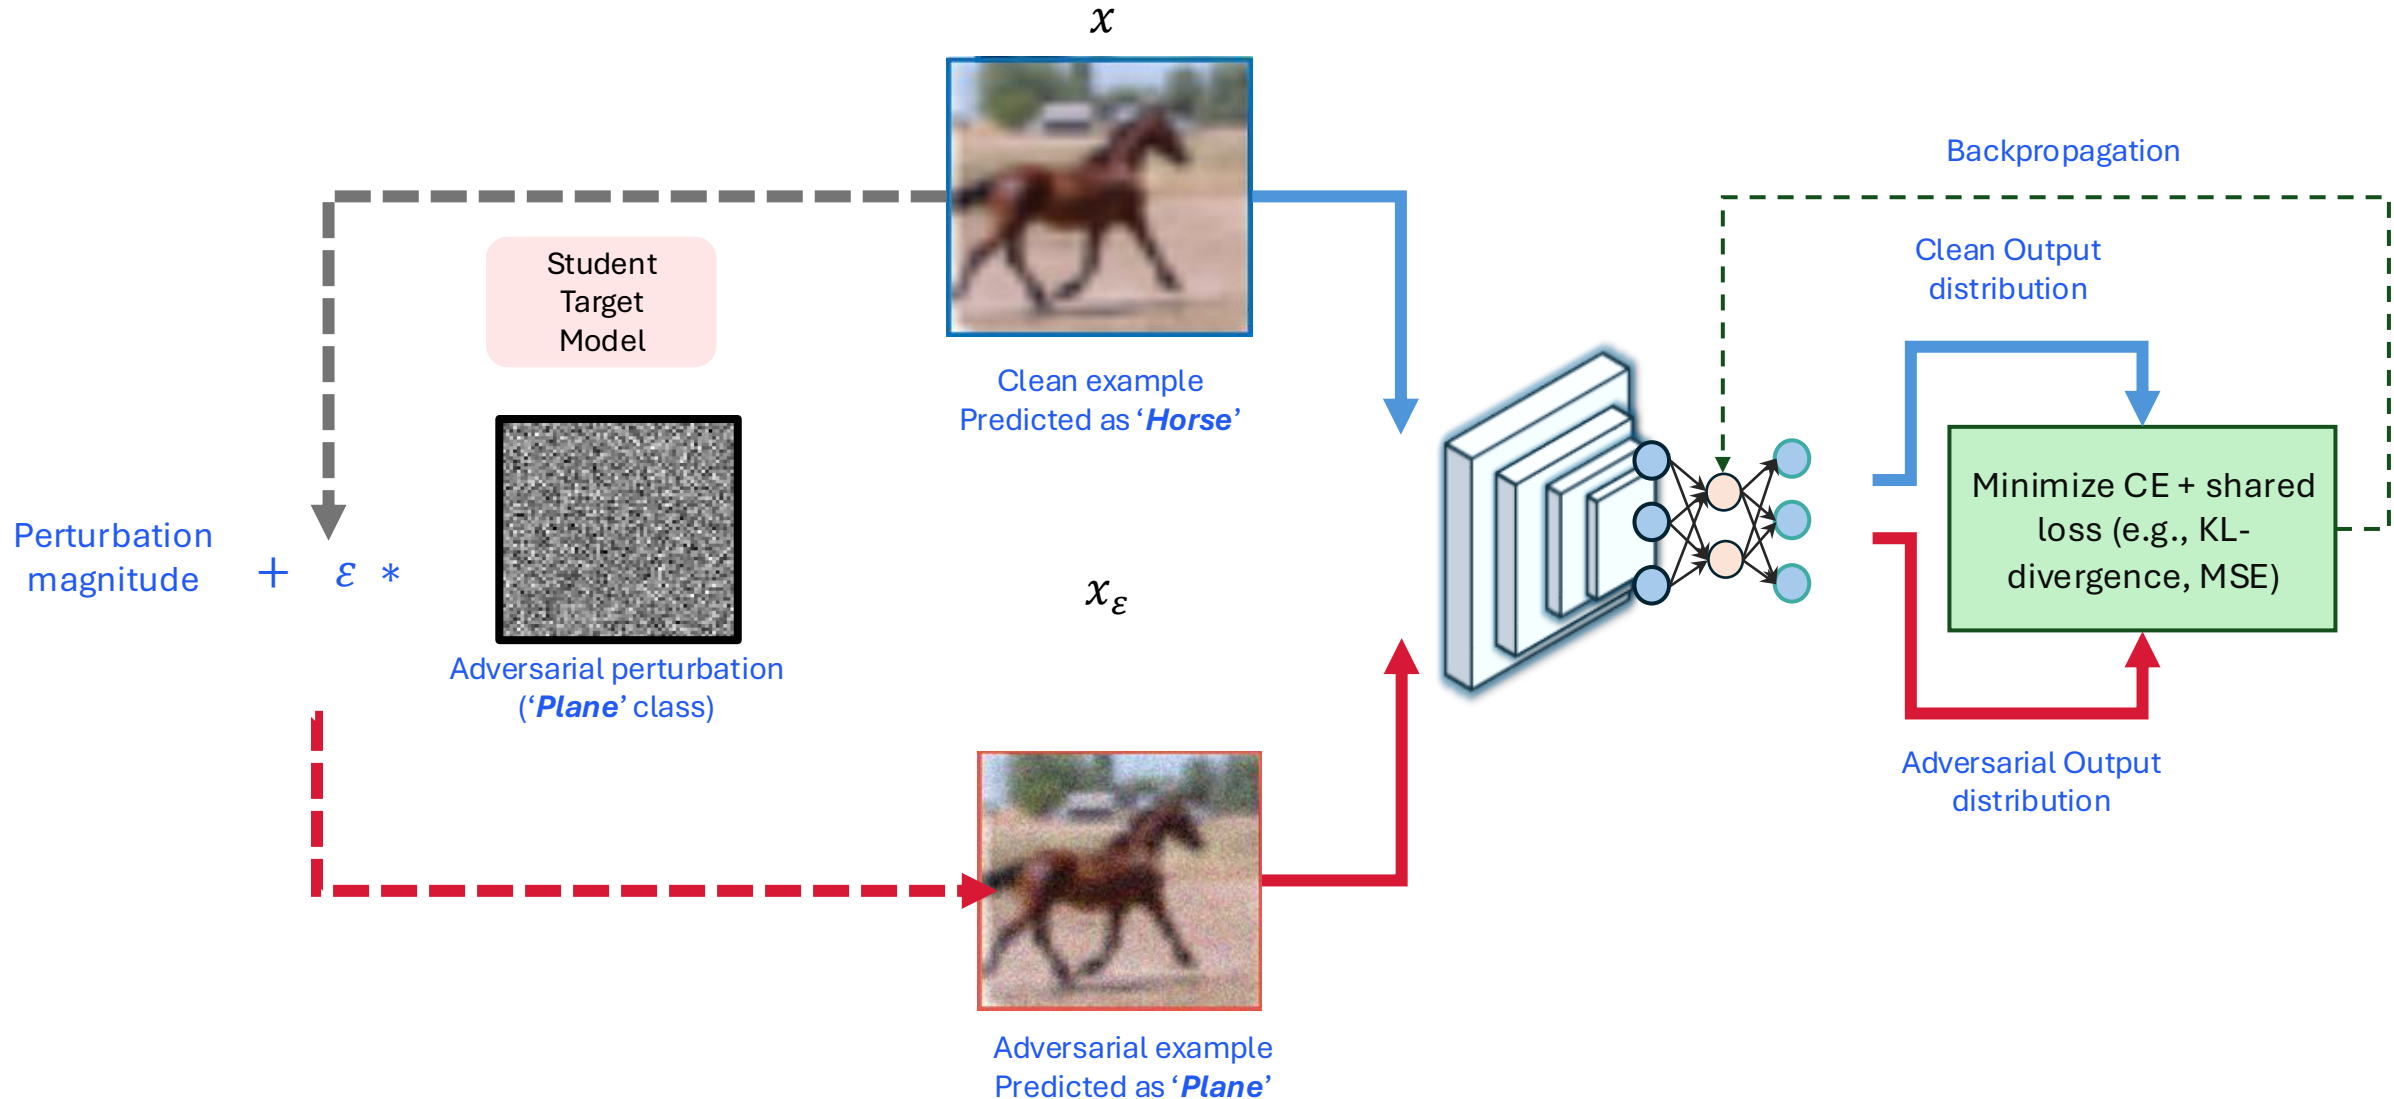 x
Backpropagation
Student
Target
Model
Clean Output
distribution
Clean example
Predicted as ‘Horse’
Minimize CE + shared
loss (e.g., KL-
divergence, MSE)
Perturbation
magnitude
+ ε *
xε
Adversarial perturbation
(‘Plane’ class)
Adversarial Output
distribution
Adversarial example
Predicted as ‘Plane’